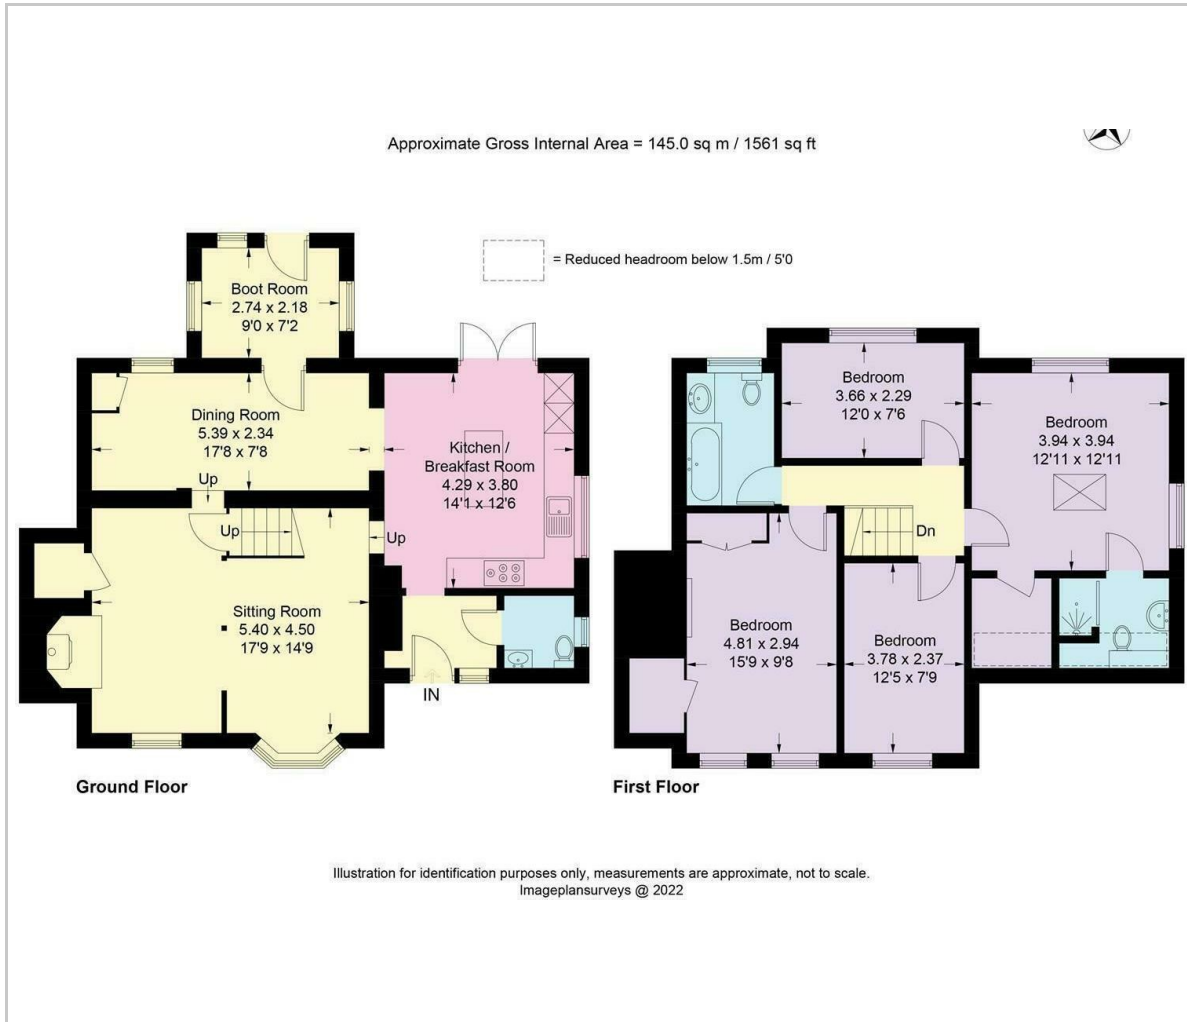 Approximate Gross Internal Area = 145.0 sq m / 1561 sq ft
= Reduced headroom below 1.5m / 5'0
Boot Room
2.74 x 2.18
9'0 x 7'2
Dining Room
5.39 x 2.34
17'8 x 7'8
Up
Kitchen /
Breakfast Room
4.29 x 3.80
14'1 x 12'6
Up
Up
Sitting Room
5.40 x 4.50
17'9 x 14'9
IN
Ground Floor
Bedroom
3.66 x 2.29
12'0 x 7'6
Bedroom
3.94 x 3.94
12'11 x 12'11
Dn
Bedroom
4.81 x 2.94
15'9 x 9'8
Bedroom
3.78 x 2.37
12'5 x 7'9
First Floor
Illustration for identification purposes only, measurements are approximate, not to scale.
Imageplansurveys @ 2022